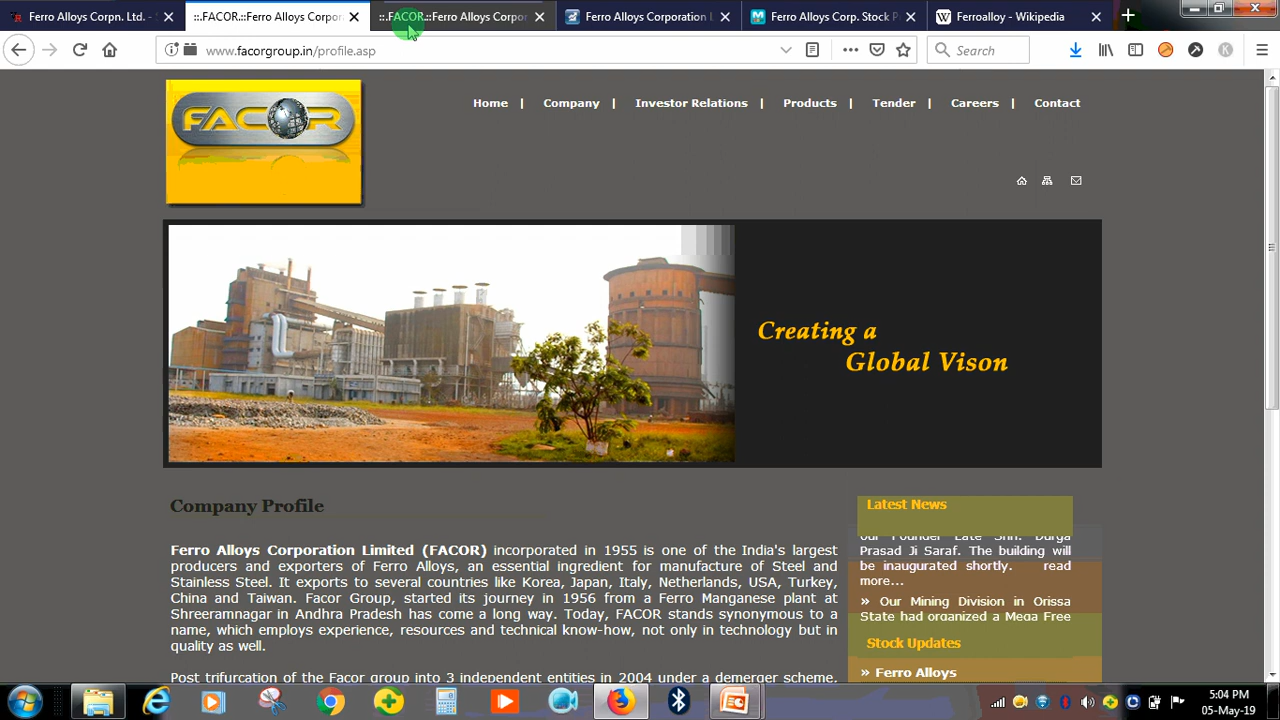 Ferro Alloys Corpn. Ltd. -
::.FACOR.::Ferro Alloys Corpor
::.FACOR.::Ferro Alloys Corpor
Ferro Alloys Corporation L
Ferro Alloys Corp. Stock P
Ferroalloy - Wikipedia
www.facorgroup.in/profile.asp
Search
FACOR
Home | Company | Investor Relations | Products | Tender | Careers | Contact
Creating a
Global Vison
Company Profile
Ferro Alloys Corporation Limited (FACOR) incorporated in 1955 is one of the India's largest
producers and exporters of Ferro Alloys, an essential ingredient for manufacture of Steel and
Stainless Steel. It exports to several countries like Korea, Japan, Italy, Netherlands, USA, Turkey,
China and Taiwan. Facor Group, started its journey in 1956 from a Ferro Manganese plant at
Shreeramnagar in Andhra Pradesh has come a long way. Today, FACOR stands synonymous to a
name, which employs experience, resources and technical know-how, not only in technology but in
quality as well.
Post trifurcation of the Facor group into 3 independent entities in 2004 under a demerger scheme,
Latest News
our Founder Late Shri. Durga
Prasad Ji Saraf. The building will
be inaugurated shortly. read
more...
» Our Mining Division in Orissa
State had organized a Mega Free
Stock Updates
» Ferro Alloys
5:04 PM
05-May-19